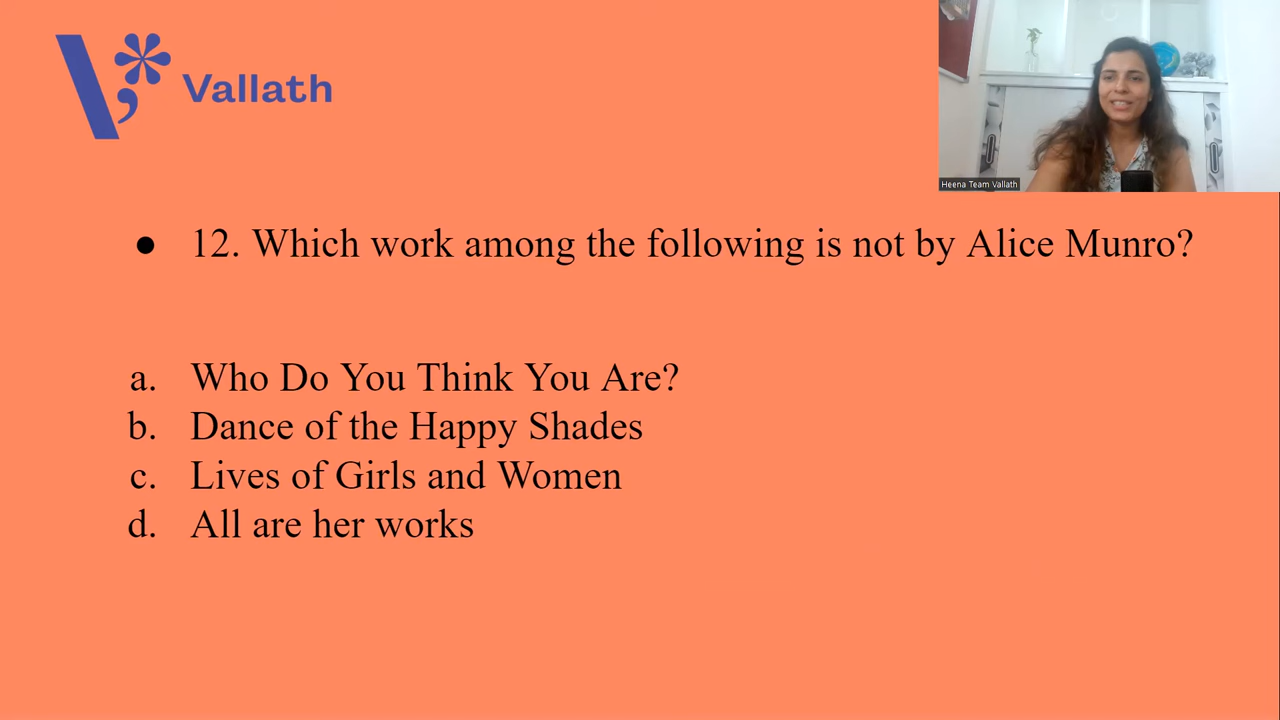 Vallath
Heena Team Vallath
● 12. Which work among the following is not by Alice Munro?
a. Who Do You Think You Are?
b. Dance of the Happy Shades
c. Lives of Girls and Women
d. All are her works